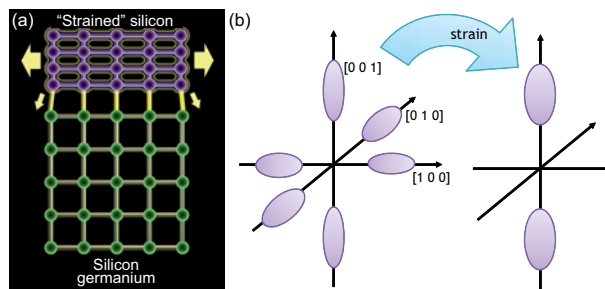 (a)
“Strained” silicon
Silicon
germanium
(b)
strain
[0 0 1]
[0 1 0]
[1 0 0]